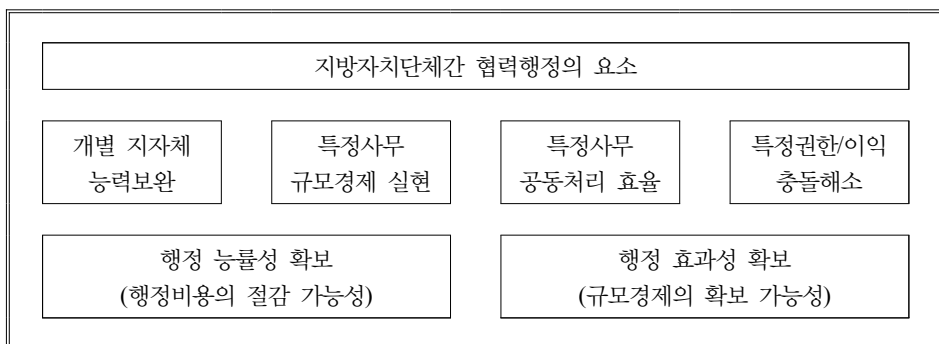 지방자치단체간 협력행정의 요소
개별 지자체
능력보완
특정사무
규모경제 실현
특정사무
공동처리 효율
특정권한/이익
충돌해소
행정 능률성 확보
(행정비용의 절감 가능성)
행정 효과성 확보
(규모경제의 확보 가능성)